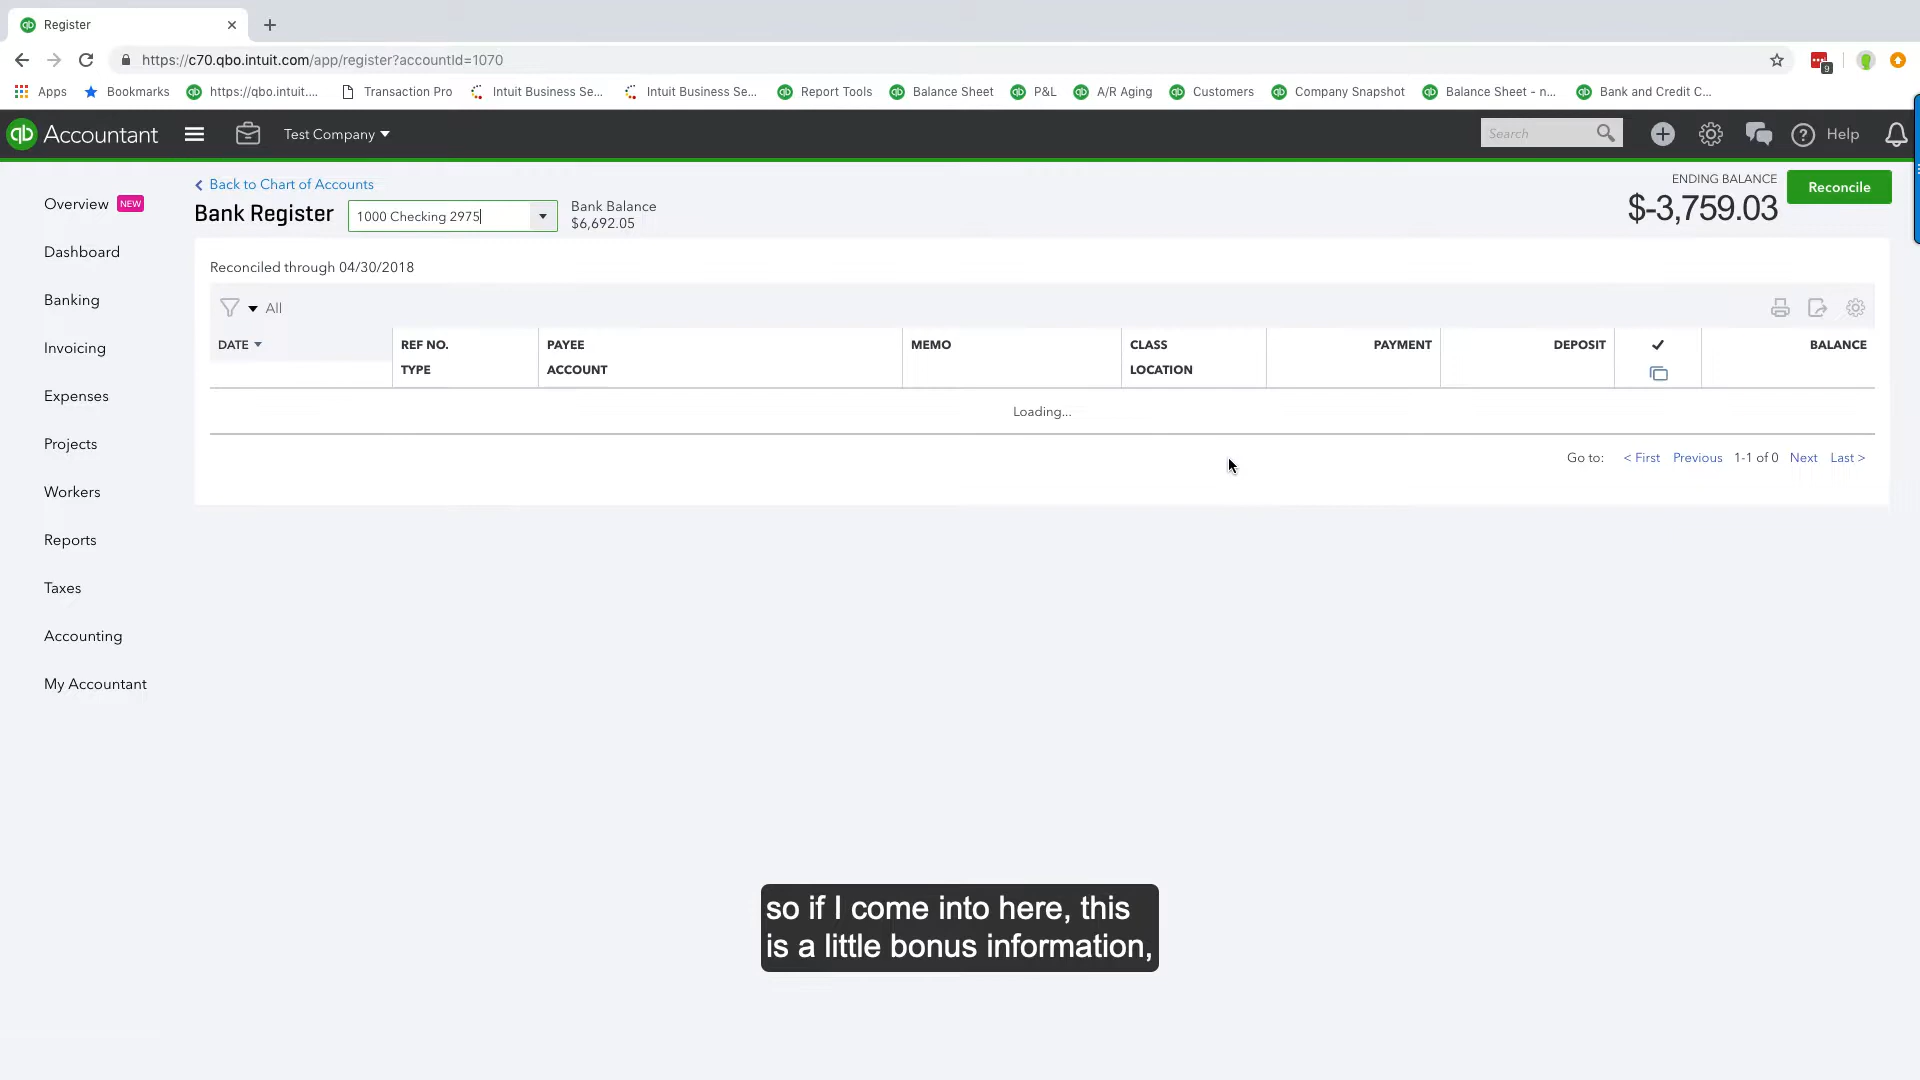 Register
https://c70.qbo.intuit.com/app/register?accountId=1070
9
Apps Bookmarks https://qbo.intuit.... Transaction Pro Intuit Business Se... Intuit Business Se... Report Tools Balance Sheet P&L A/R Aging Customers Company Snapshot Balance Sheet - n... Bank and Credit C...
qb Accountant Test Company Search Help
Overview NEW
Dashboard
Banking
Invoicing
Expenses
Projects
Workers
Reports
Taxes
Accounting
My Accountant
Back to Chart of Accounts
Bank Register 1000 Checking 2975
Bank Balance
$6,692.05
ENDING BALANCE
$-3,759.03
Reconcile
Reconciled through 04/30/2018
All
DATE REF NO. PAYEE MEMO CLASS PAYMENT DEPOSIT ✓ BALANCE
TYPE ACCOUNT LOCATION
Loading...
Go to: < First Previous 1-1 of 0 Next Last >
so if I come into here, this
is a little bonus information,